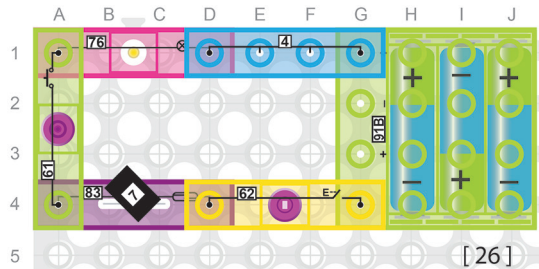 A B C D E F G H I J
1 76 4
+ − +
2 −
91B
3 61 +
− + −
4 83 7 62 E
5 [26]